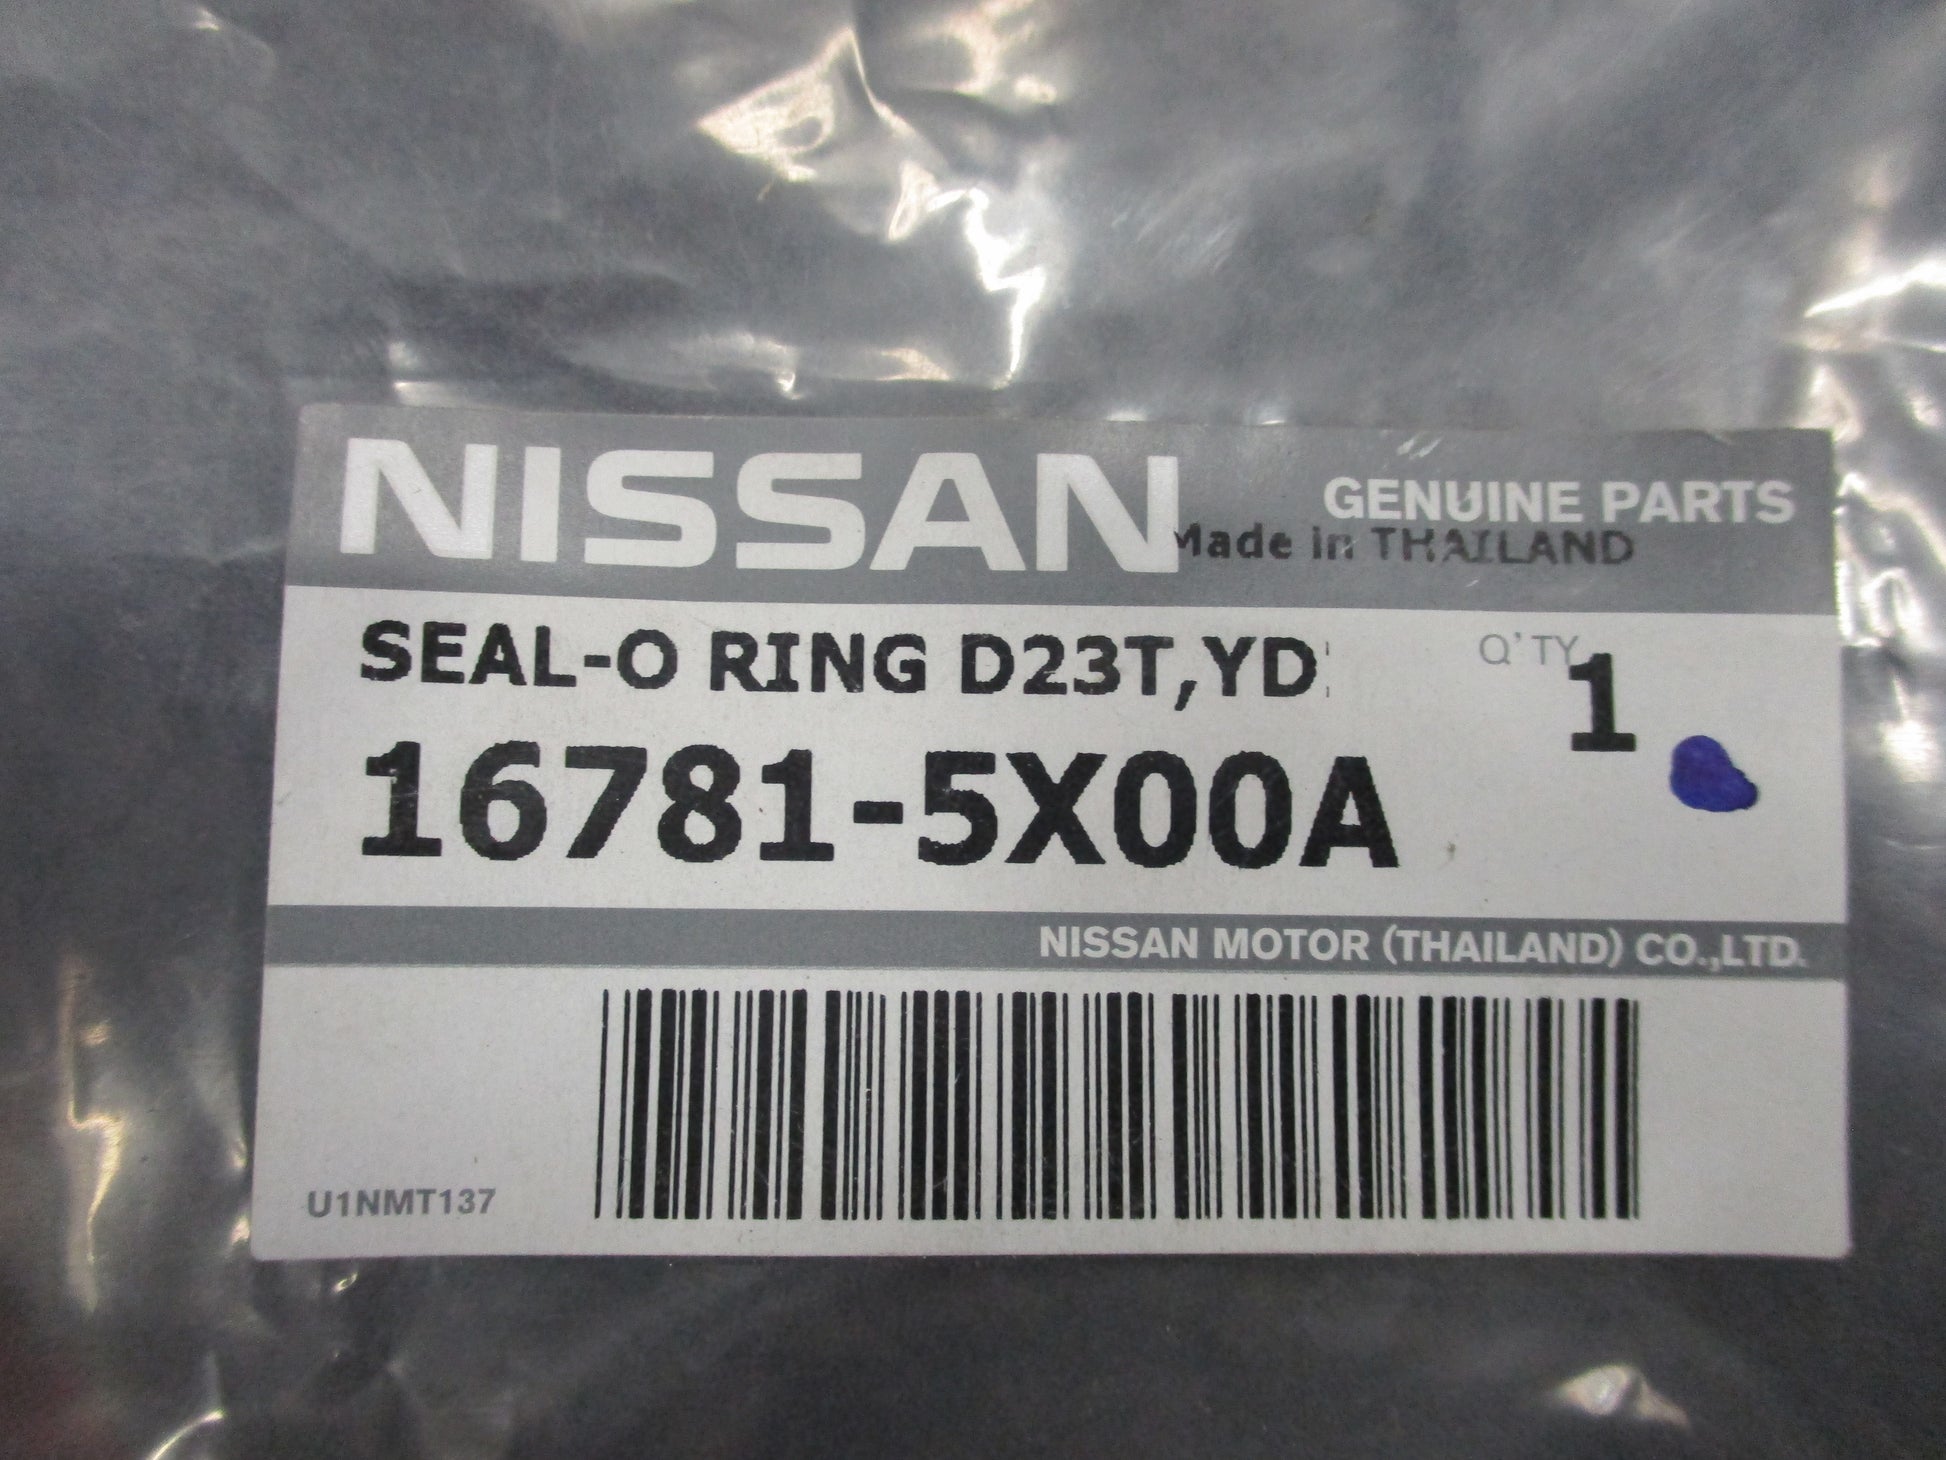 NISSAN
GENUINE PARTS
Made in THAILAND
SEAL-O RING D23T,YD
Q'TY 1
16781-5X00A
NISSAN MOTOR (THAILAND) CO.,LTD.
U1NMT137